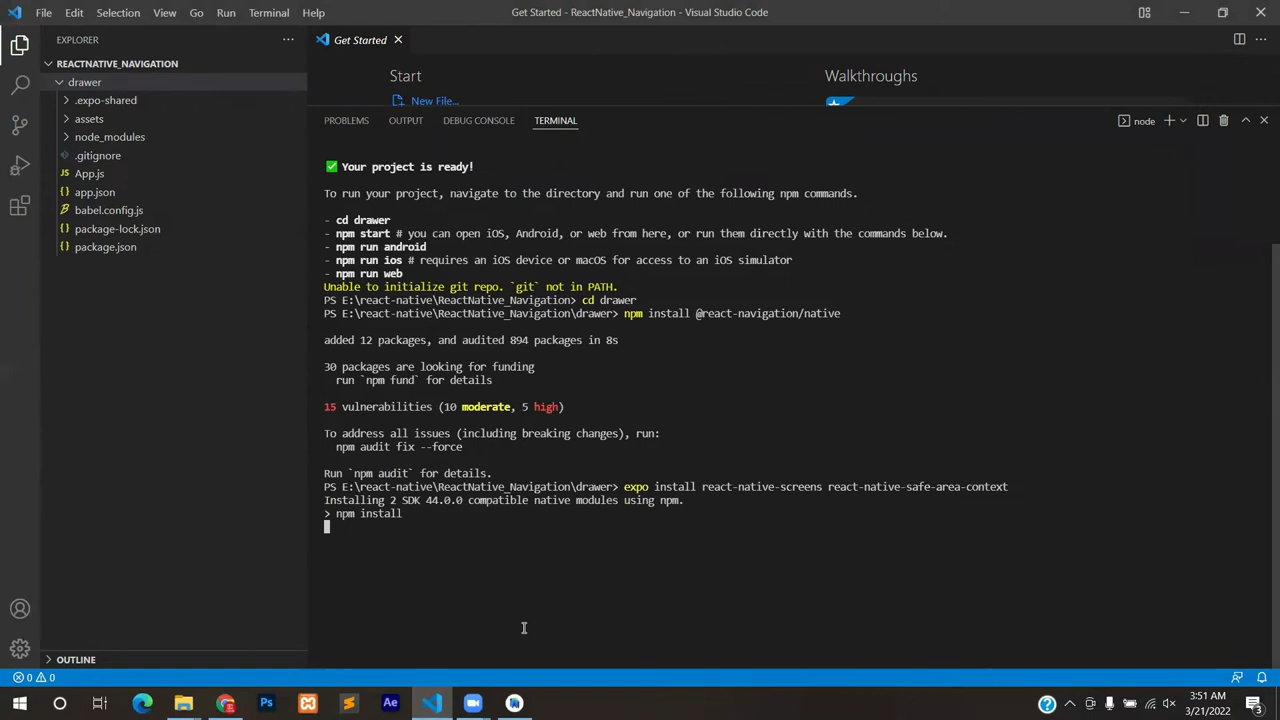 File Edit Selection View Go Run Terminal Help
Get Started - ReactNative_Navigation - Visual Studio Code
EXPLORER
REACTNATIVE_NAVIGATION
drawer
.expo-shared
assets
node_modules
.gitignore
App.js
app.json
babel.config.js
package-lock.json
package.json
OUTLINE
Get Started
Start
New File...
Walkthroughs
PROBLEMS OUTPUT DEBUG CONSOLE TERMINAL
node
Your project is ready!
To run your project, navigate to the directory and run one of the following npm commands.
- cd drawer
- npm start # you can open iOS, Android, or web from here, or run them directly with the commands below.
- npm run android
- npm run ios # requires an iOS device or macOS for access to an iOS simulator
- npm run web
Unable to initialize git repo. `git` not in PATH.
PS E:\react-native\ReactNative_Navigation> cd drawer
PS E:\react-native\ReactNative_Navigation\drawer> npm install @react-navigation/native
added 12 packages, and audited 894 packages in 8s
30 packages are looking for funding
run `npm fund` for details
15 vulnerabilities (10 moderate, 5 high)
To address all issues (including breaking changes), run:
npm audit fix --force
Run `npm audit` for details.
PS E:\react-native\ReactNative_Navigation\drawer> expo install react-native-screens react-native-safe-area-context
Installing 2 SDK 44.0.0 compatible native modules using npm.
> npm install
0 0
Ps
Ae
3:51 AM
3/21/2022
3